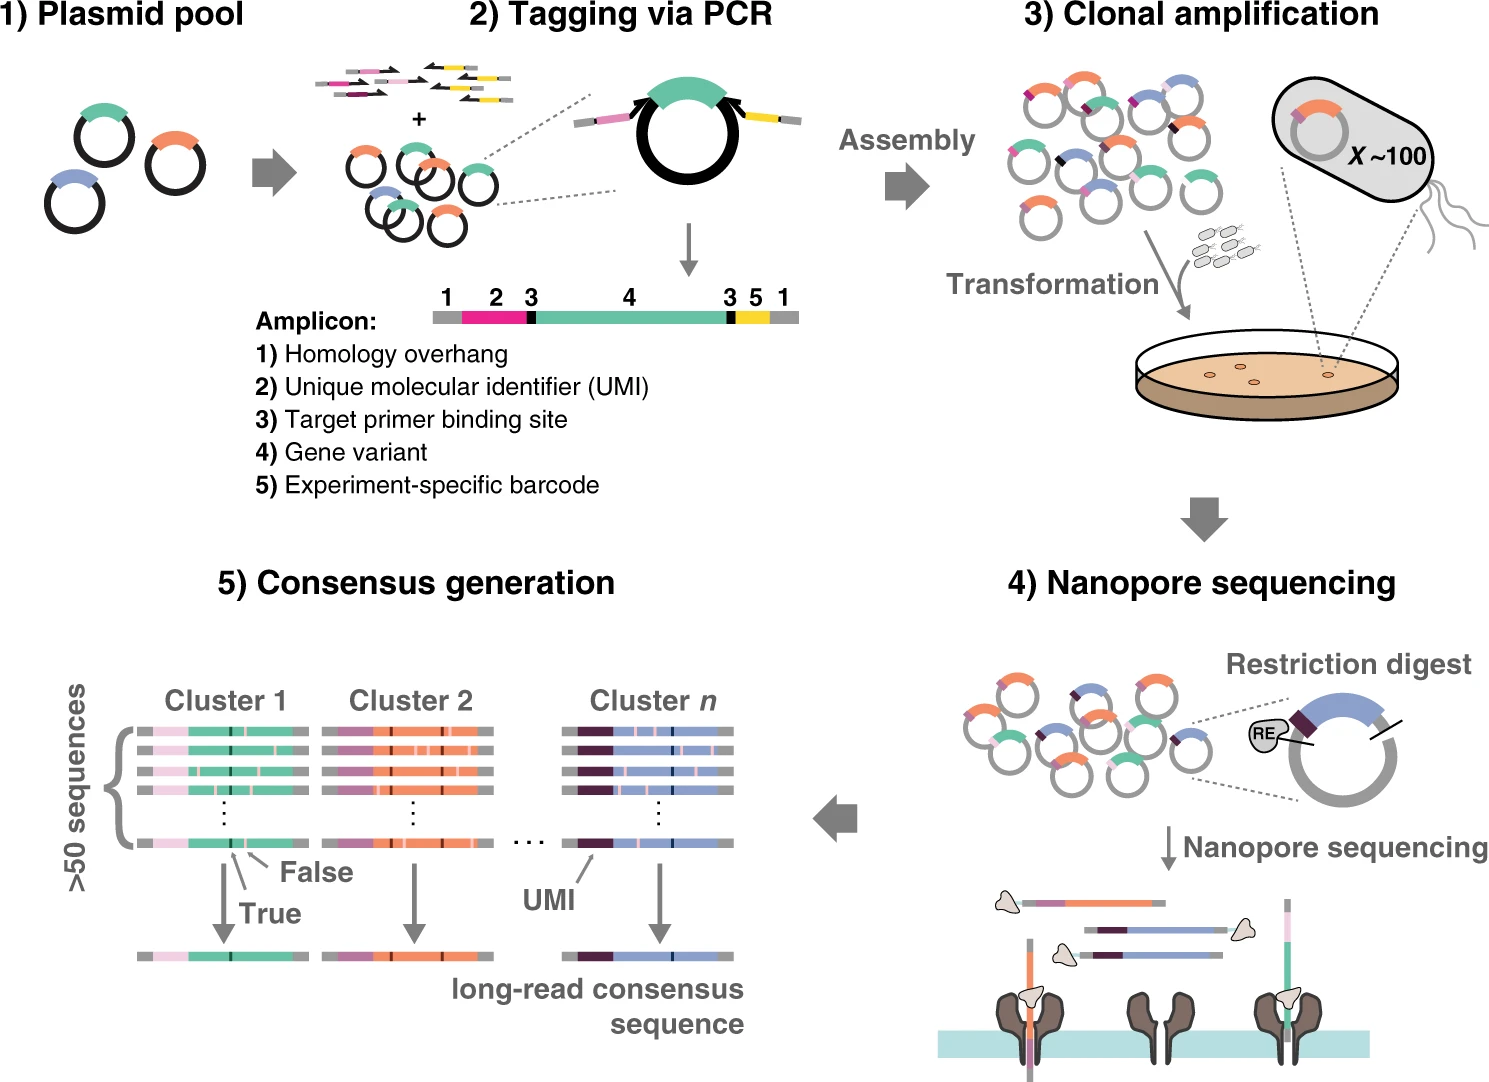 1) Plasmid pool
2) Tagging via PCR
3) Clonal amplification
+
Assembly
X ~100
Transformation
1 2 3 4 3 5 1
Amplicon:
1) Homology overhang
2) Unique molecular identifier (UMI)
3) Target primer binding site
4) Gene variant
5) Experiment-specific barcode
5) Consensus generation
4) Nanopore sequencing
Restriction digest
RE
Nanopore sequencing
Cluster 1
Cluster 2
Cluster n
>50 sequences
...
False
True
UMI
long-read consensus
sequence